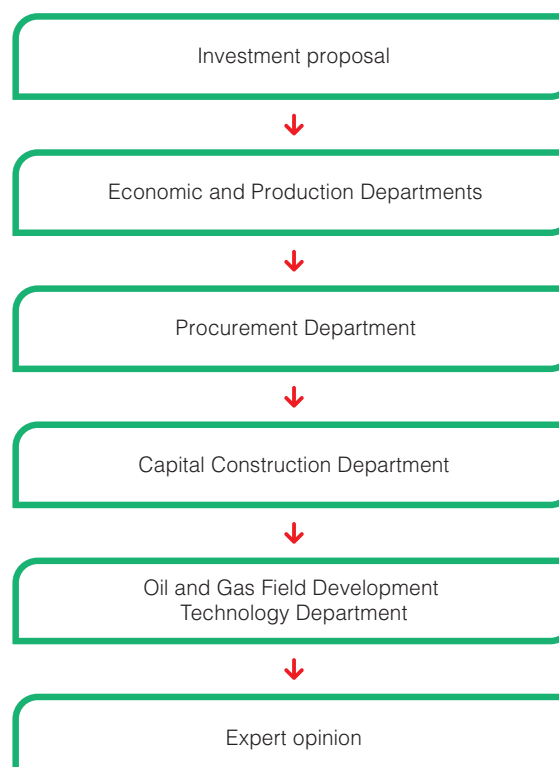 Investment proposal
Economic and Production Departments
Procurement Department
Capital Construction Department
Oil and Gas Field Development
Technology Department
Expert opinion